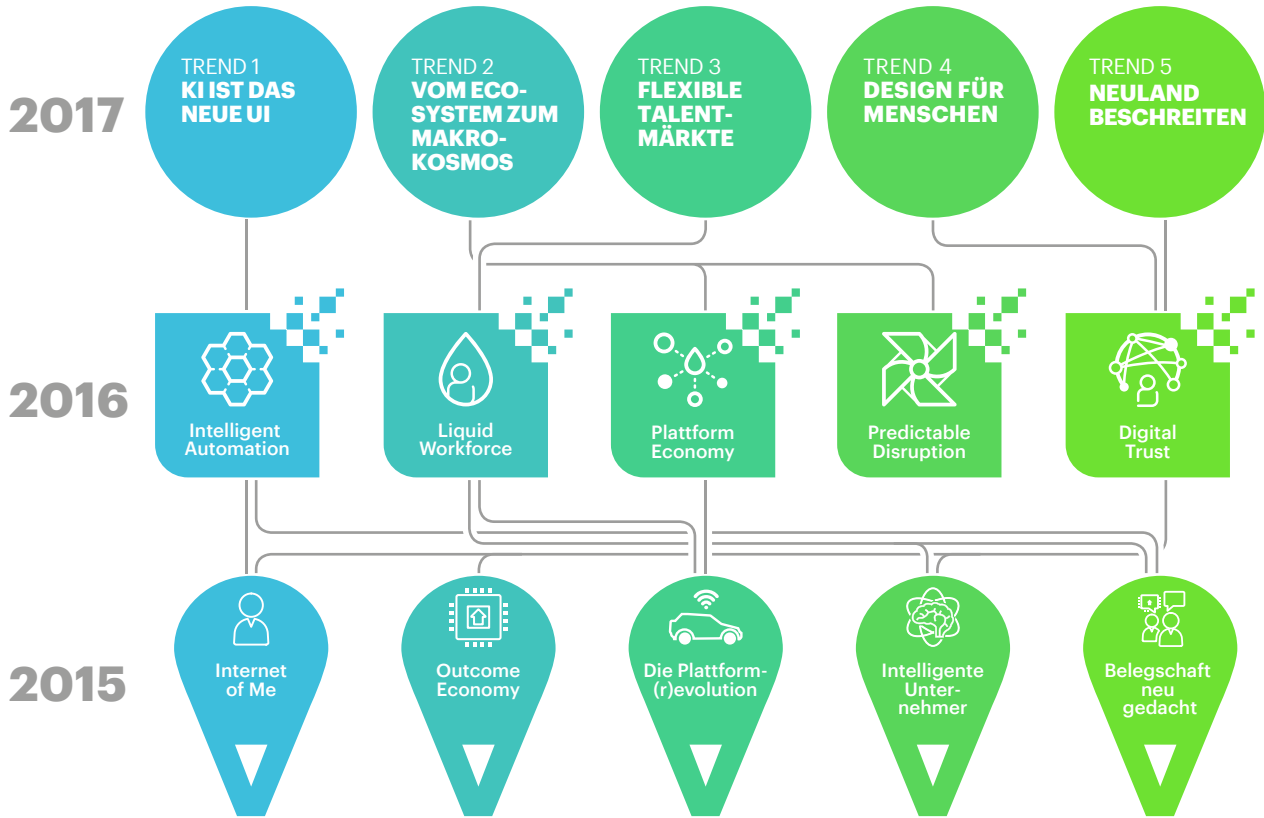 2017
TREND 1
KI IST DAS
NEUE UI
TREND 2
VOM ECO-
SYSTEM ZUM
MAKRO-
KOSMOS
TREND 3
FLEXIBLE
TALENT-
MÄRKTE
TREND 4
DESIGN FÜR
MENSCHEN
TREND 5
NEULAND
BESCHREITEN
2016
Intelligent
Automation
Liquid
Workforce
Plattform
Economy
Predictable
Disruption
Digital
Trust
2015
Internet
of Me
Outcome
Economy
Die Plattform-
(r)evolution
Intelligente
Unter-
nehmer
Belegschaft
neu
gedacht